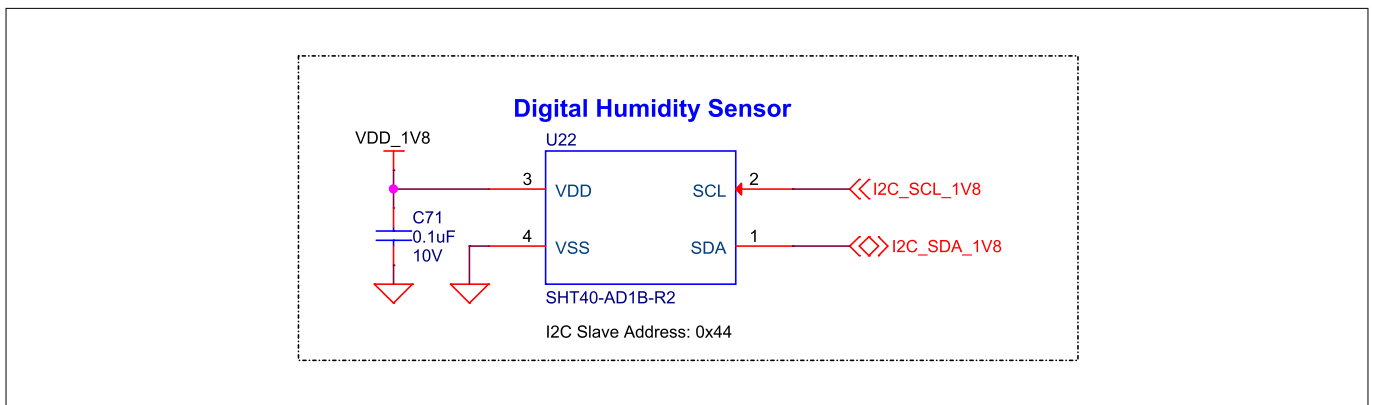 Digital Humidity Sensor
VDD_1V8
U22
3
VDD
SCL
2
I2C_SCL_1V8
C71
0.1uF
10V
4
VSS
SDA
1
I2C_SDA_1V8
SHT40-AD1B-R2
I2C Slave Address: 0x44